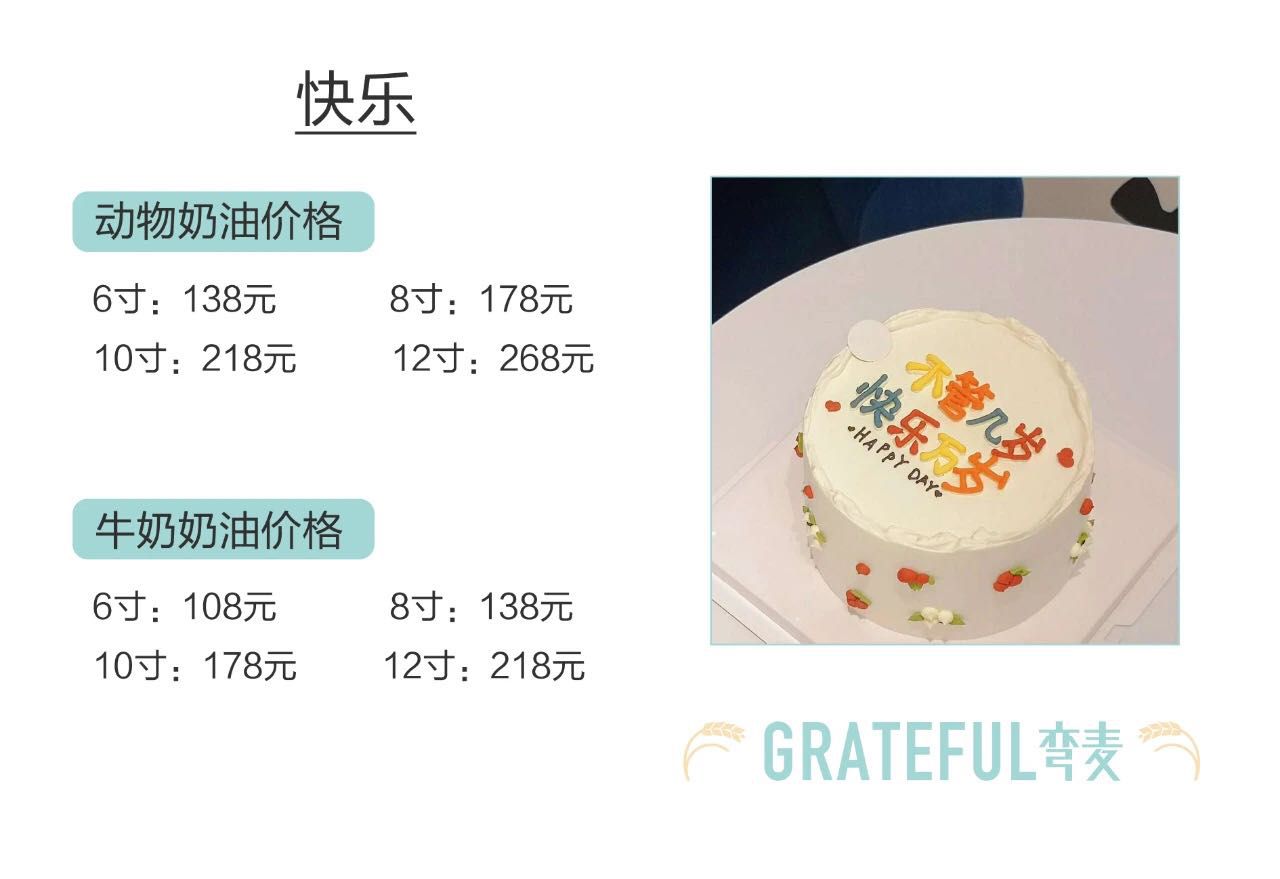 快乐
动物奶油价格
6寸：138元 8寸：178元
10寸：218元 12寸：268元
牛奶奶油价格
6寸：108元 8寸：138元
10寸：178元 12寸：218元
不管几岁
快乐万岁
HAPPY DAY
GRATEFUL弯麦